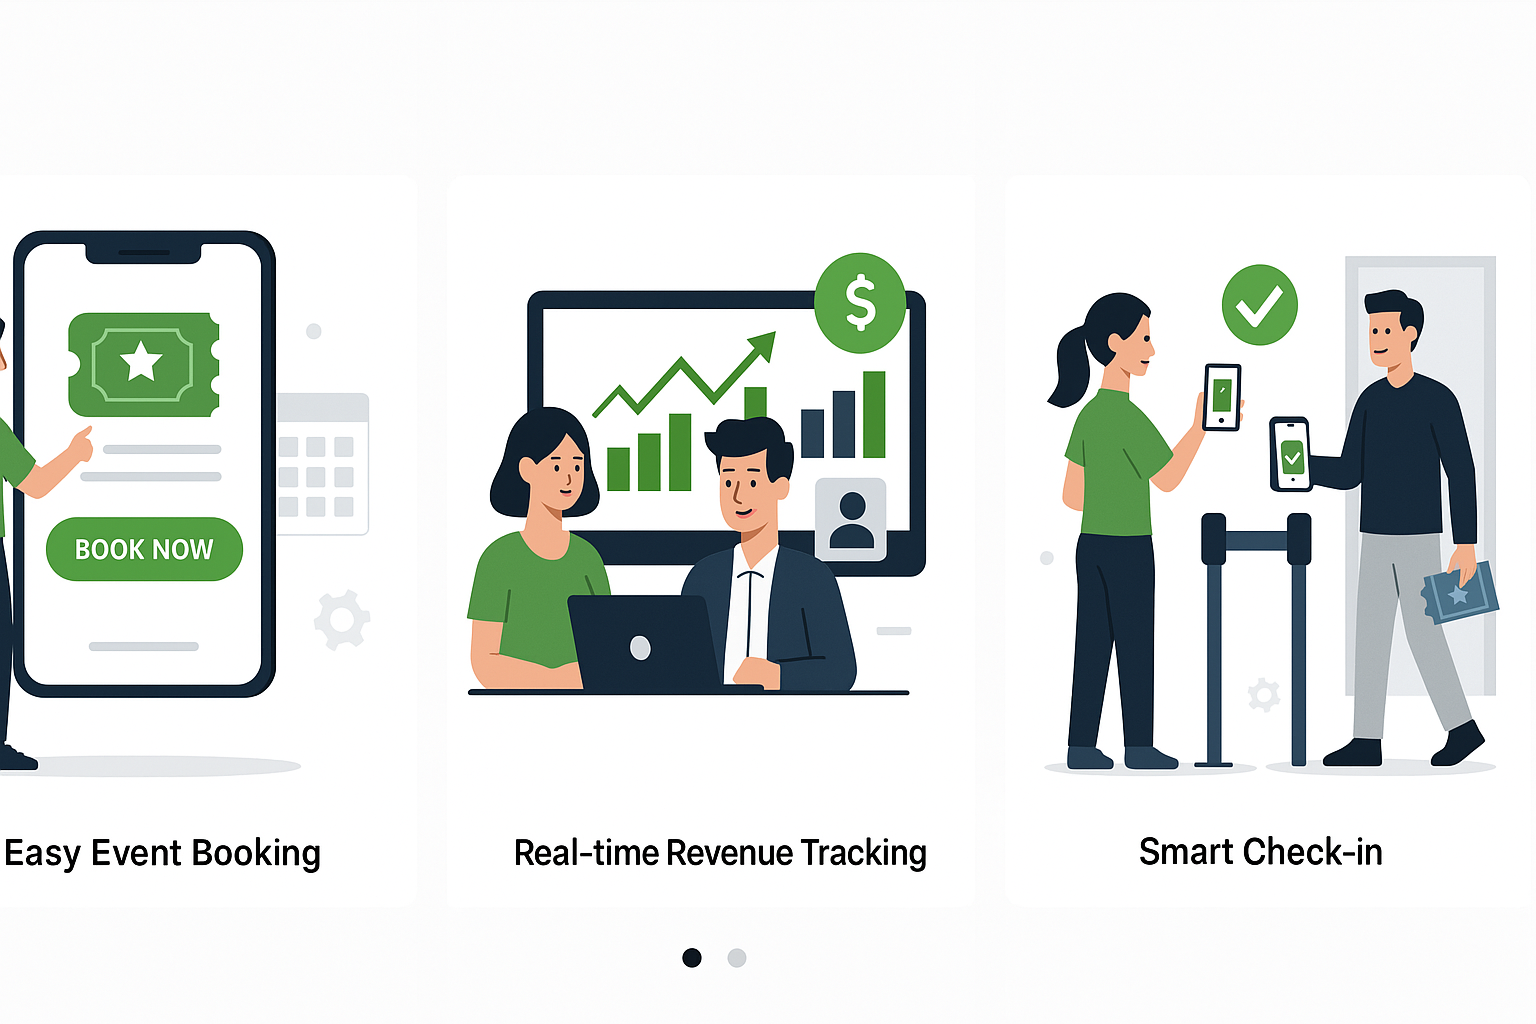 BOOK NOW
$
Easy Event Booking
Real-time Revenue Tracking
Smart Check-in